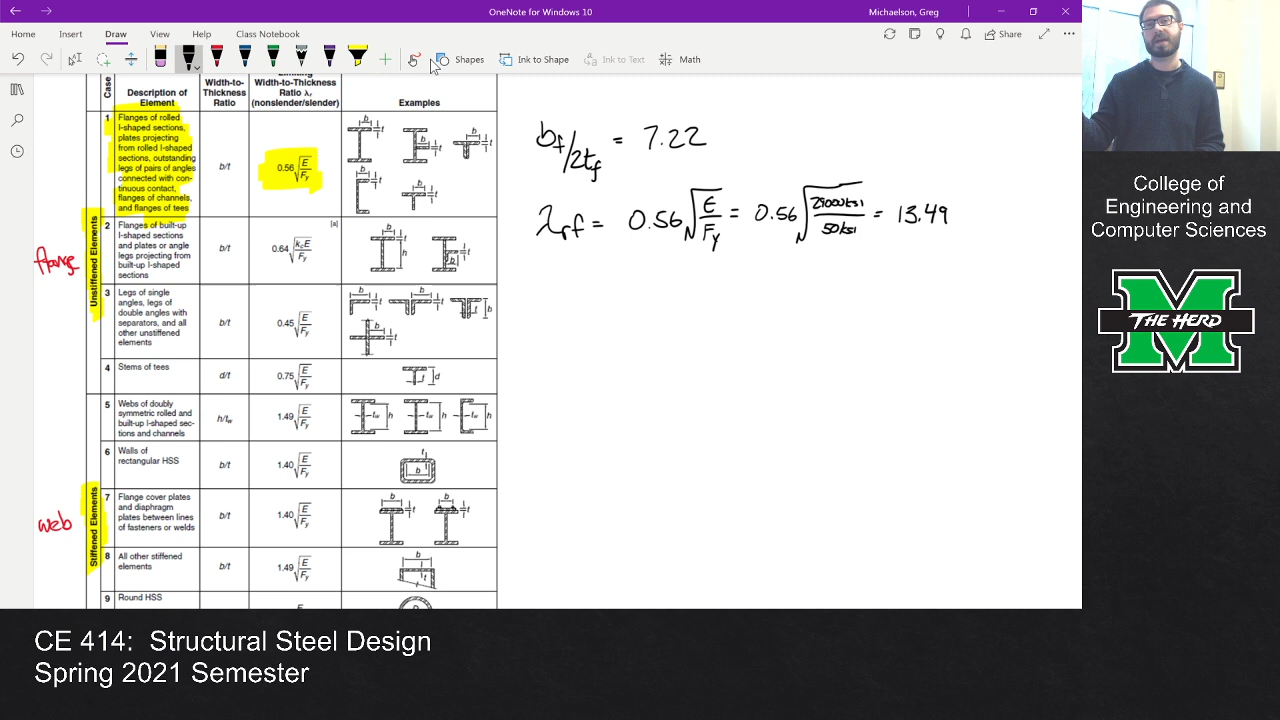 OneNote for Windows 10
Michaelson, Greg
Home Insert Draw View Help Class Notebook
Share
Shapes Ink to Shape Ink to Text Math
Case
Description of Element
Width-to-Thickness Ratio
Limiting Width-to-Thickness Ratio λr (nonslender/slender)
Examples
Unstiffened Elements
flange
1
Flanges of rolled
I-shaped sections,
plates projecting
from rolled I-shaped
sections, outstanding
legs of pairs of angles
connected with con-
tinuous contact,
flanges of channels,
and flanges of tees
b/t
0.56√E/Fy
2
Flanges of built-up
I-shaped sections
and plates or angle
legs projecting from
built-up I-shaped
sections
b/t
[a]
0.64√kcE/Fy
3
Legs of single
angles, legs of
double angles with
separators, and all
other unstiffened
elements
b/t
0.45√E/Fy
4
Stems of tees
d/t
0.75√E/Fy
Stiffened Elements
web
5
Webs of doubly
symmetric rolled and
built-up I-shaped sec-
tions and channels
h/tw
1.49√E/Fy
6
Walls of
rectangular HSS
b/t
1.40√E/Fy
7
Flange cover plates
and diaphragm
plates between lines
of fasteners or welds
b/t
1.40√E/Fy
8
All other stiffened
elements
b/t
1.49√E/Fy
9
Round HSS
bf/2tf = 7.22
λrf = 0.56√E/Fy = 0.56√29000ksi/50ksi = 13.49
College of
Engineering and
Computer Sciences
THE HERD
CE 414: Structural Steel Design
Spring 2021 Semester